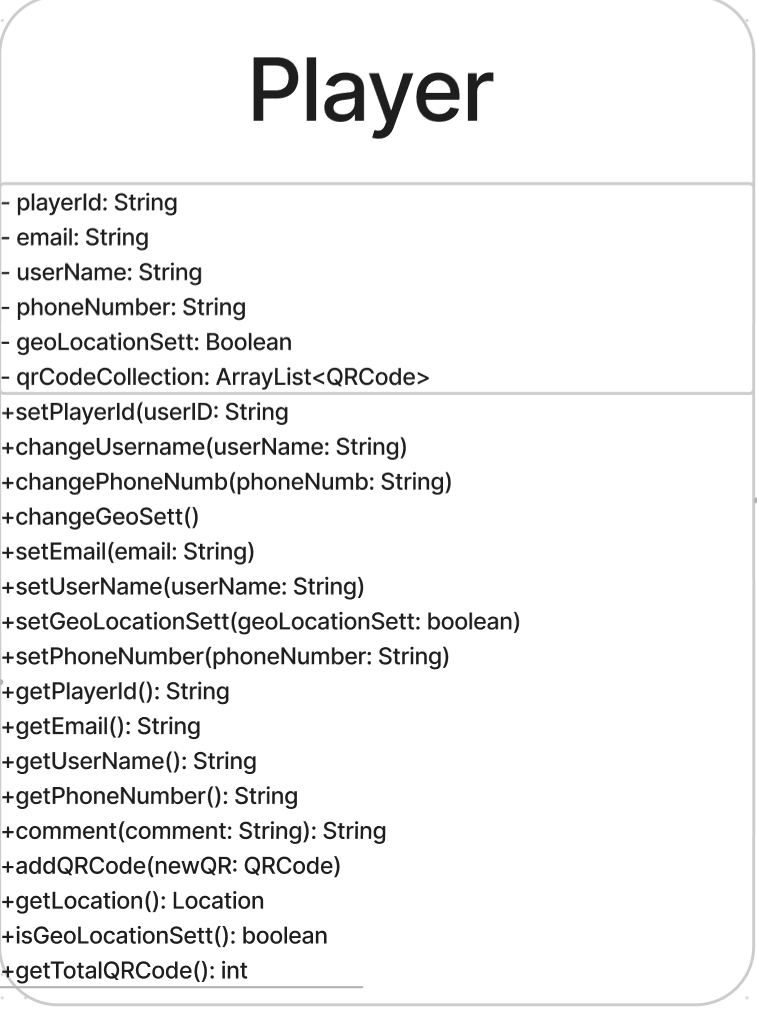 Player
- playerId: String
- email: String
- userName: String
- phoneNumber: String
- geoLocationSett: Boolean
- qrCodeCollection: ArrayList<QRCode>
+setPlayerId(userID: String
+changeUsername(userName: String)
+changePhoneNumb(phoneNumb: String)
+changeGeoSett()
+setEmail(email: String)
+setUserName(userName: String)
+setGeoLocationSett(geoLocationSett: boolean)
+setPhoneNumber(phoneNumber: String)
+getPlayerId(): String
+getEmail(): String
+getUserName(): String
+getPhoneNumber(): String
+comment(comment: String): String
+addQRCode(newQR: QRCode)
+getLocation(): Location
+isGeoLocationSett(): boolean
+getTotalQRCode(): int